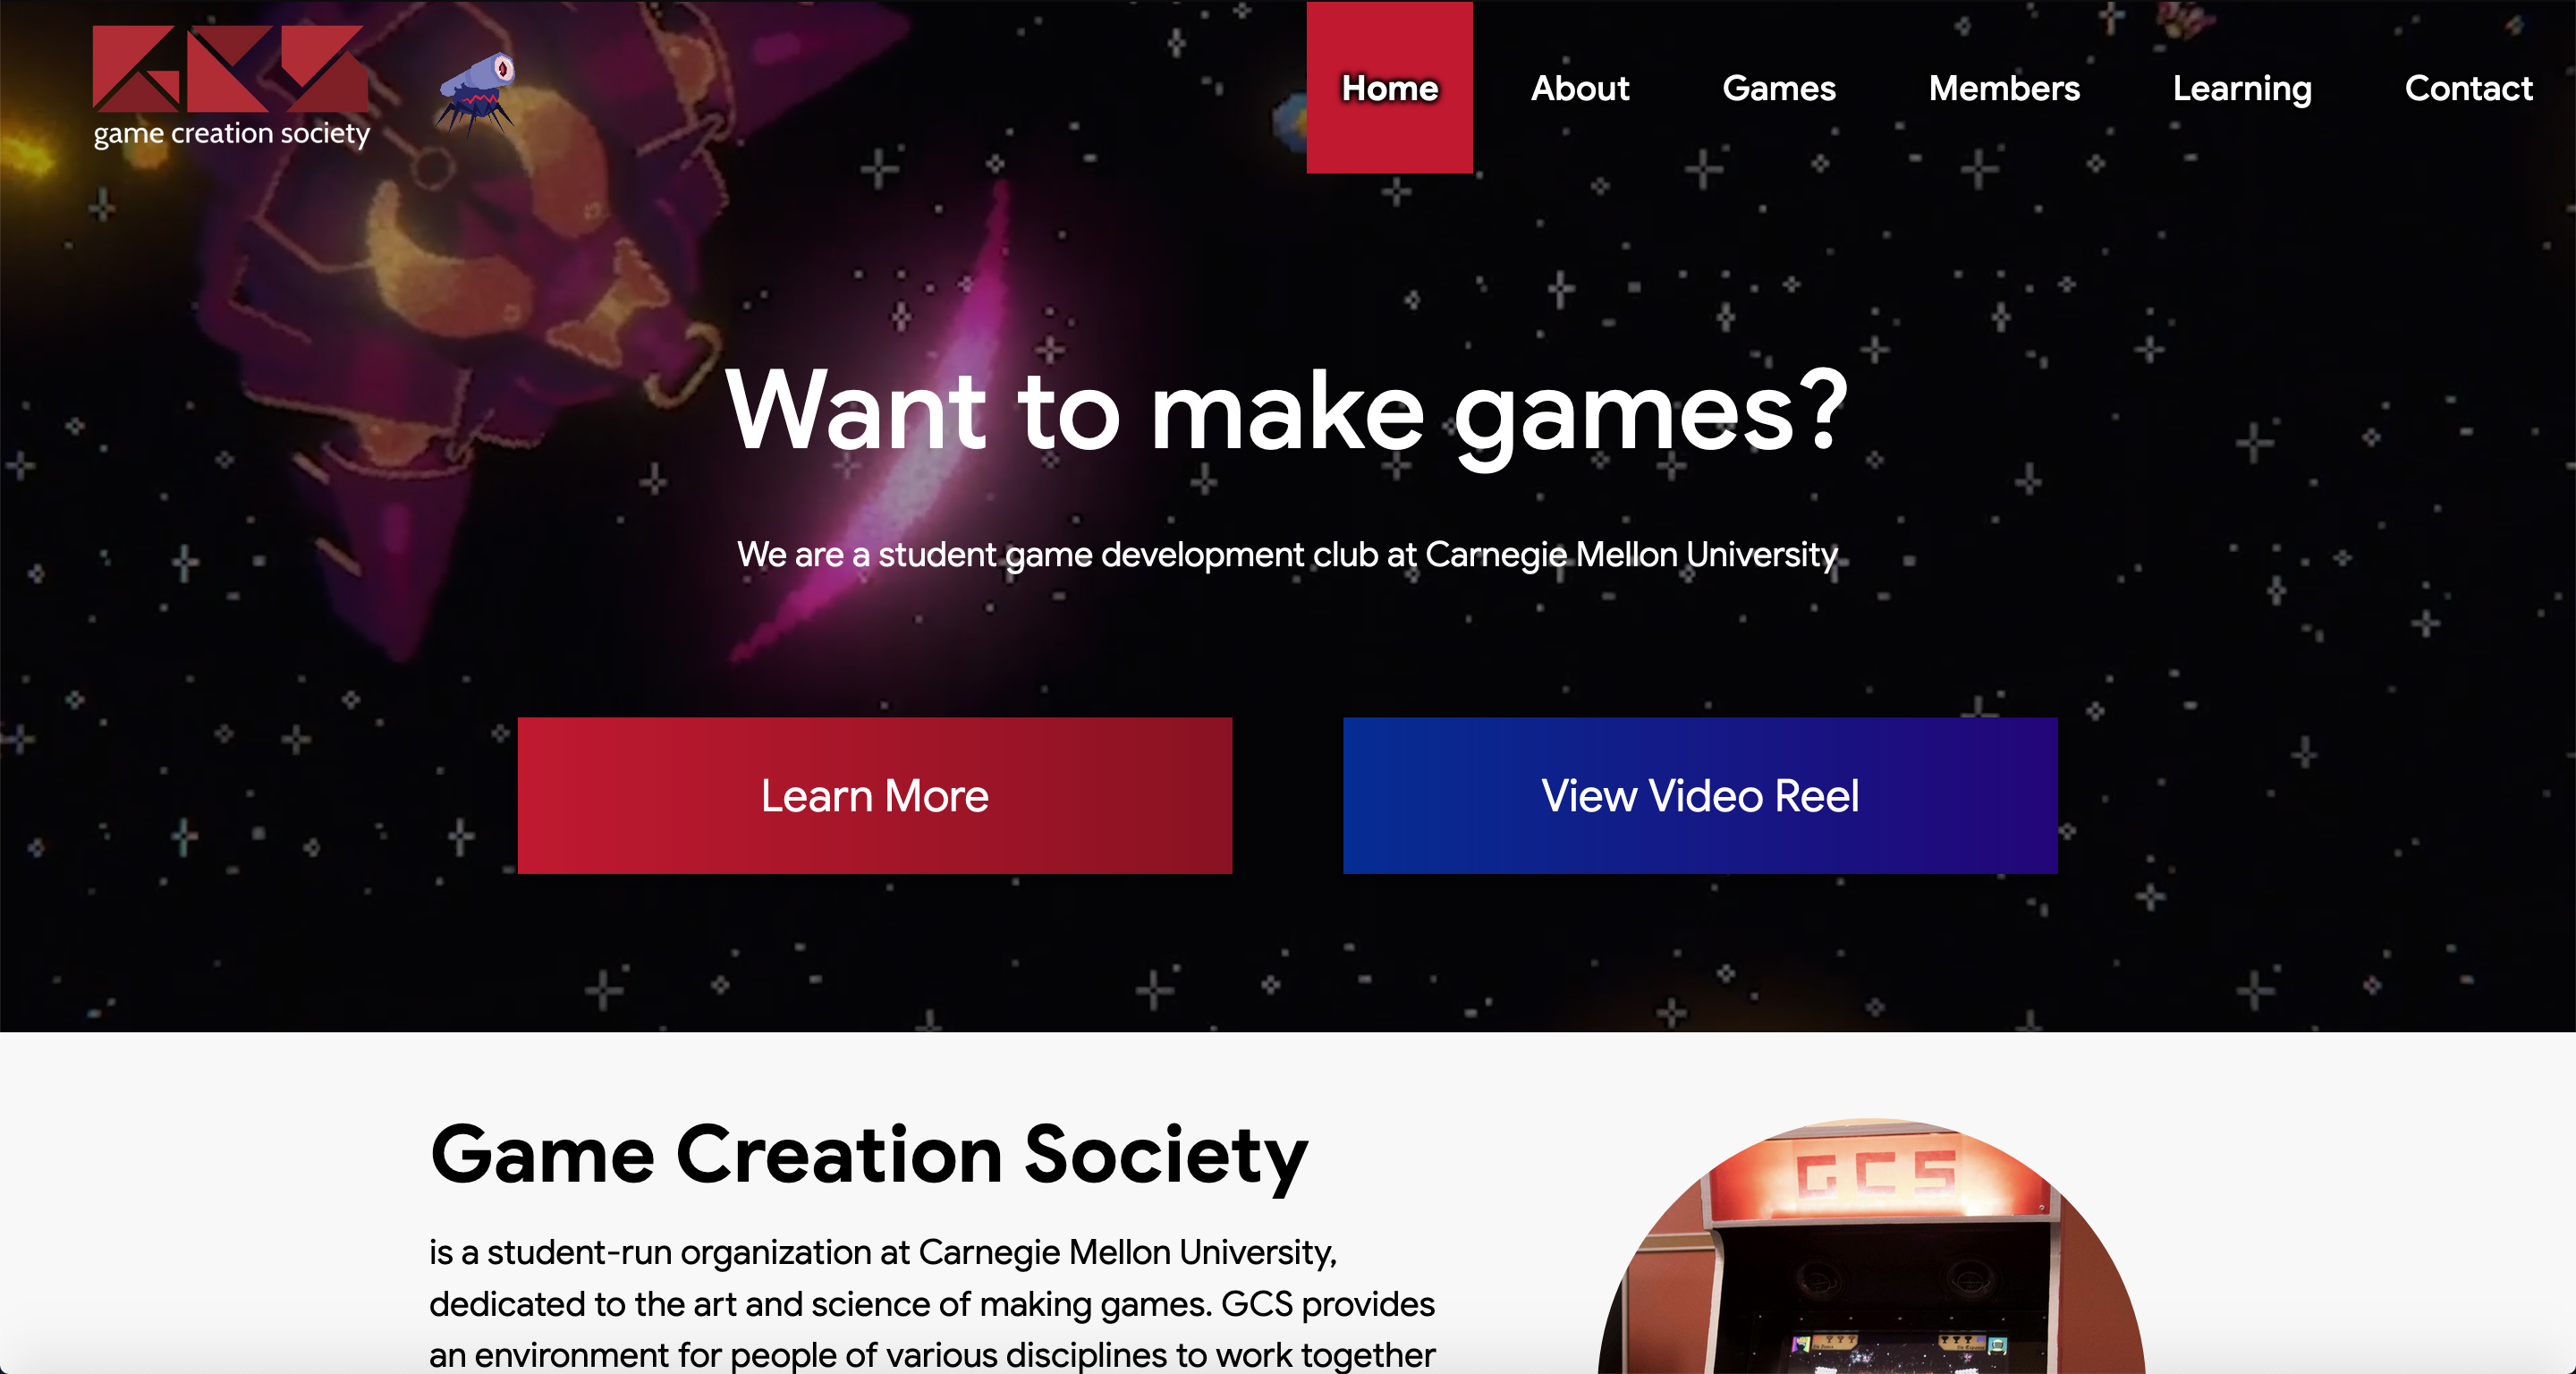 game creation society
Home
About
Games
Members
Learning
Contact
Want to make games?
We are a student game development club at Carnegie Mellon University
Learn More
View Video Reel
Game Creation Society
is a student-run organization at Carnegie Mellon University,
dedicated to the art and science of making games. GCS provides
an environment for people of various disciplines to work together
GCS